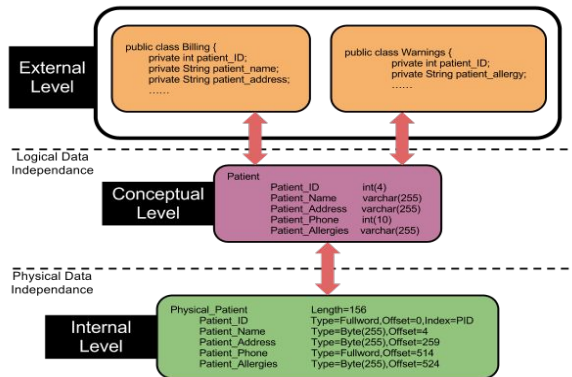 External
Level
public class Billing {
private int patient_ID;
private String patient_name;
private String patient_address;
......
public class Warnings {
private int patient_ID;
private String patient_allergy;
......
Logical Data
Independance
Conceptual
Level
Patient
Patient_ID int(4)
Patient_Name varchar(255)
Patient_Address varchar(255)
Patient_Phone int(10)
Patient_Allergies varchar(255)
Physical Data
Independance
Internal
Level
Physical_Patient Length=156
Patient_ID Type=Fullword,Offset=0,Index=PID
Patient_Name Type=Byte(255),Offset=4
Patient_Address Type=Byte(255),Offset=259
Patient_Phone Type=Fullword,Offset=514
Patient_Allergies Type=Byte(255),Offset=524